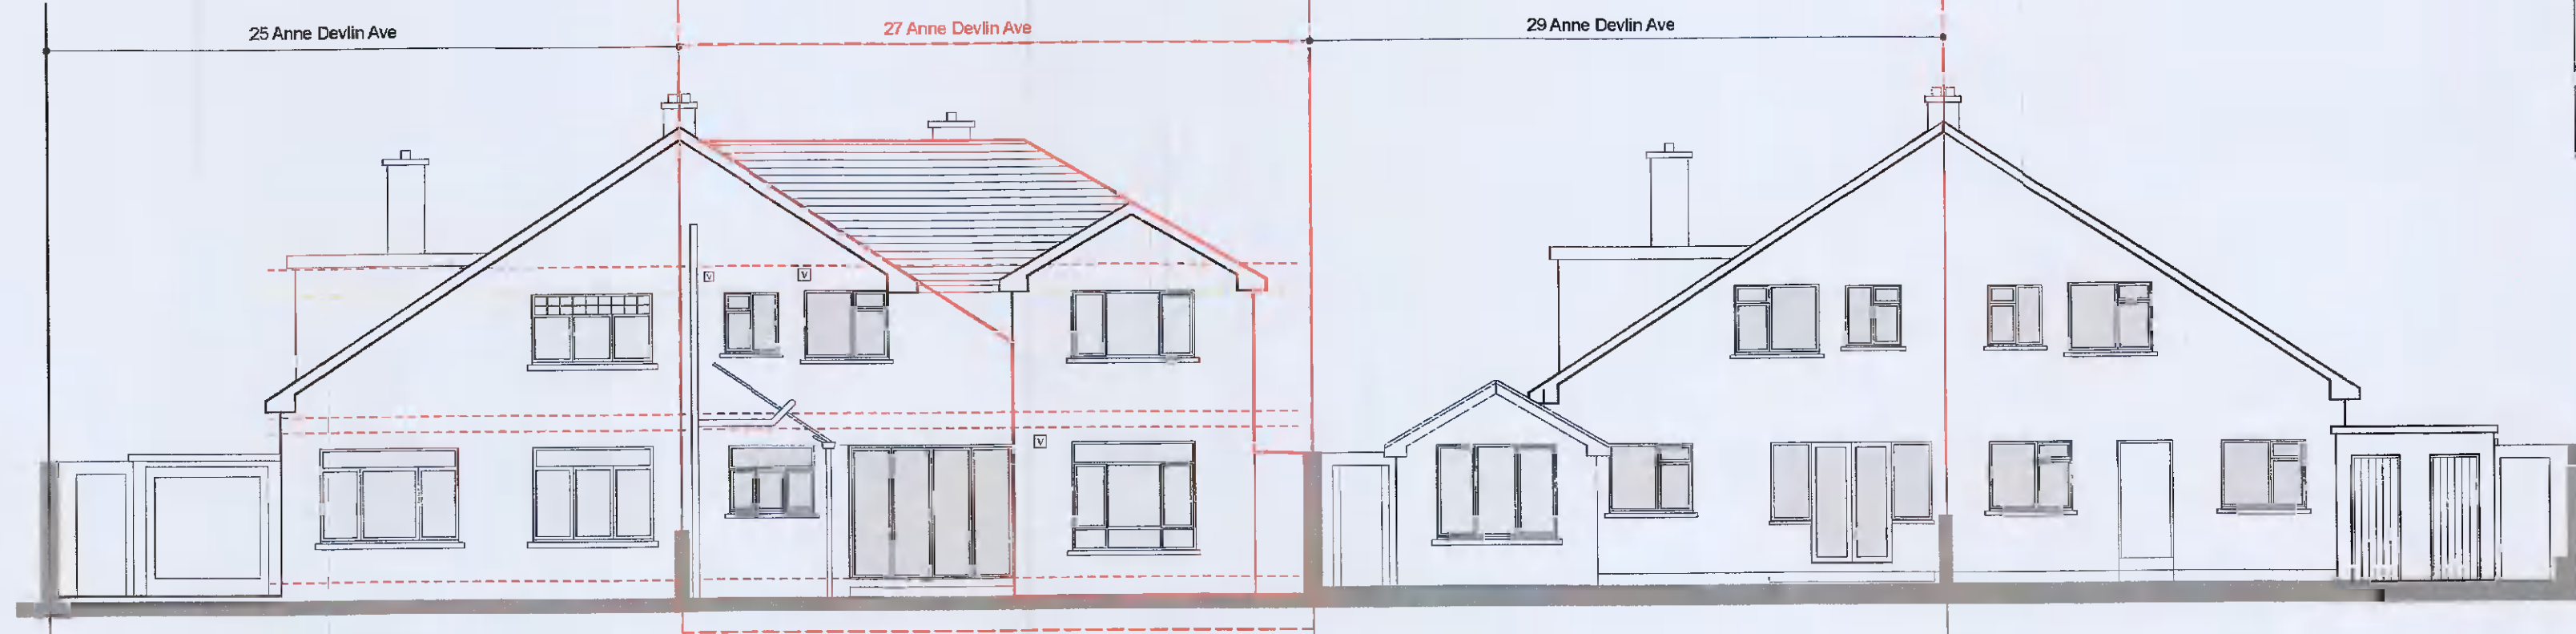 25 Anne Devlin Ave
27 Anne Devlin Ave
29 Anne Devlin Ave
V
V
V